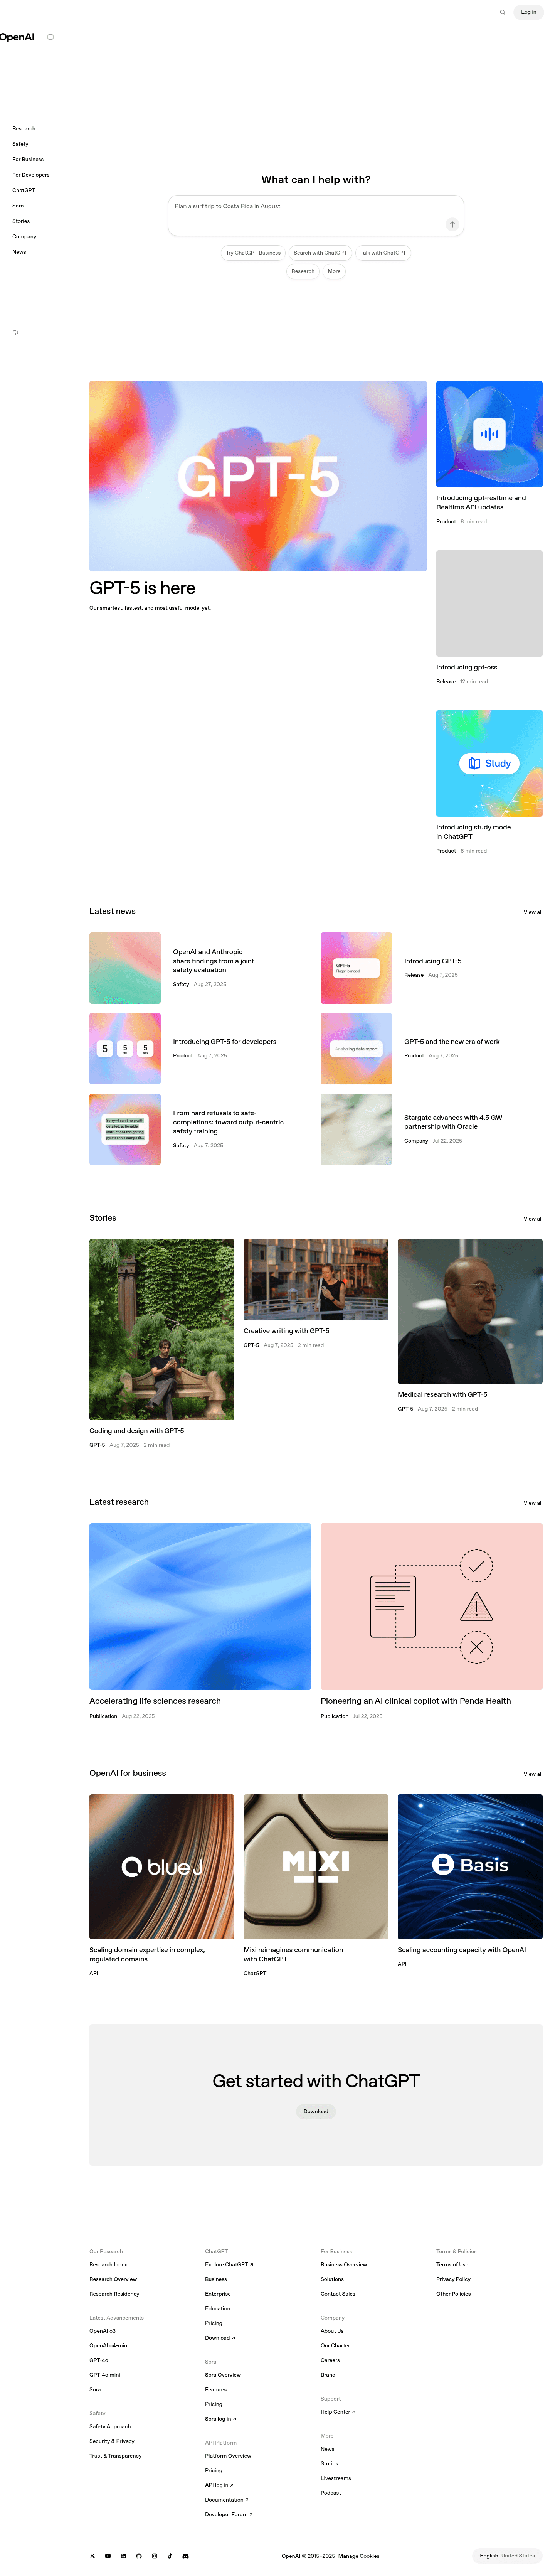 Log in
OpenAI
Research
Safety
For Business
For Developers
ChatGPT
Sora
Stories
Company
News
What can I help with?
Plan a surf trip to Costa Rica in August
Try ChatGPT Business
Search with ChatGPT
Talk with ChatGPT
Research
More
GPT-5
GPT-5 is here
Our smartest, fastest, and most useful model yet.
Introducing gpt-realtime and
Realtime API updates
Product 8 min read
Introducing gpt-oss
Release 12 min read
Study
Introducing study mode
in ChatGPT
Product 8 min read
Latest news
View all
OpenAI and Anthropic
share findings from a joint
safety evaluation
Safety Aug 27, 2025
GPT-5
Flagship model
Introducing GPT-5
Release Aug 7, 2025
5
5
5
Introducing GPT-5 for developers
Product Aug 7, 2025
Analyzing data report
GPT-5 and the new era of work
Product Aug 7, 2025
Sorry—I can't help with
detailed, actionable
instructions for igniting
From hard refusals to safe-
completions: toward output-centric
safety training
Safety Aug 7, 2025
Stargate advances with 4.5 GW
partnership with Oracle
Company Jul 22, 2025
Stories
View all
Coding and design with GPT-5
GPT-5 Aug 7, 2025 2 min read
Creative writing with GPT-5
GPT-5 Aug 7, 2025 2 min read
Medical research with GPT-5
GPT-5 Aug 7, 2025 2 min read
Latest research
View all
Accelerating life sciences research
Publication Aug 22, 2025
Pioneering an AI clinical copilot with Penda Health
Publication Jul 22, 2025
OpenAI for business
View all
blue J
Scaling domain expertise in complex,
regulated domains
API
MIXI
Mixi reimagines communication
with ChatGPT
ChatGPT
Basis
Scaling accounting capacity with OpenAI
API
Get started with ChatGPT
Download
Our Research
Research Index
Research Overview
Research Residency
Latest Advancements
OpenAI o3
OpenAI o4-mini
GPT-4o
GPT-4o mini
Sora
Safety
Safety Approach
Security & Privacy
Trust & Transparency
ChatGPT
Explore ChatGPT ↗
Business
Enterprise
Education
Pricing
Download ↗
Sora
Sora Overview
Features
Pricing
Sora log in ↗
API Platform
Platform Overview
Pricing
API log in ↗
Documentation ↗
Developer Forum ↗
For Business
Business Overview
Solutions
Contact Sales
Company
About Us
Our Charter
Careers
Brand
Support
Help Center ↗
More
News
Stories
Livestreams
Podcast
Terms & Policies
Terms of Use
Privacy Policy
Other Policies
OpenAI © 2015–2025 Manage Cookies
English United States